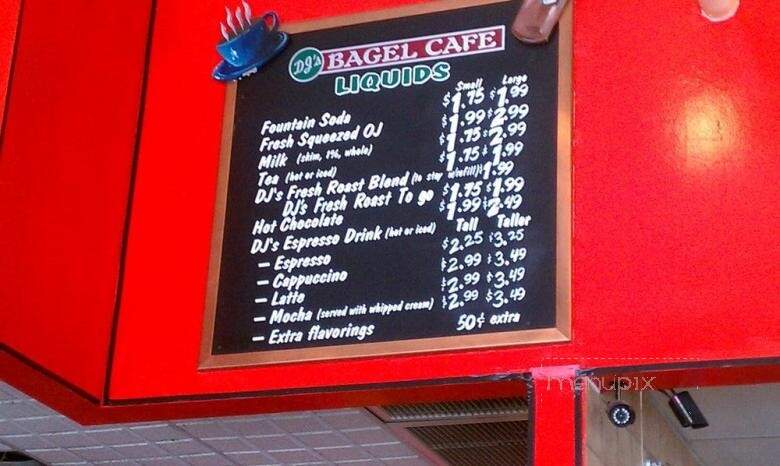 DJ's BAGEL CAFE
LIQUIDS
Small Large
Fountain Soda $1.75 $1.99
Fresh Squeezed OJ $1.99 $2.99
Milk (skim, 1%, whole) $1.75 $2.99
Tea (hot or iced) $1.75 $1.99
DJ's Fresh Roast Blend (to stay w/refill) $1.99
DJ's Fresh Roast To go $1.75 $1.99
Hot Chocolate $1.99 $2.49
DJ's Espresso Drink (hot or iced) Tall Taller
– Espresso $2.25 $3.25
– Cappuccino $2.99 $3.49
– Latte $2.99 $3.49
– Mocha (served with whipped cream) $2.99 $3.49
– Extra flavorings 50¢ extra
menupix